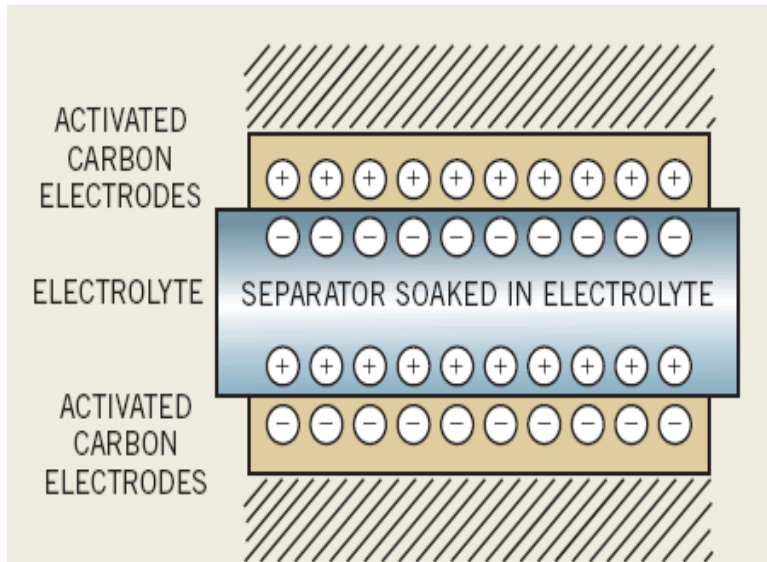 ACTIVATED
CARBON
ELECTRODES
ELECTROLYTE
SEPARATOR SOAKED IN ELECTROLYTE
ACTIVATED
CARBON
ELECTRODES